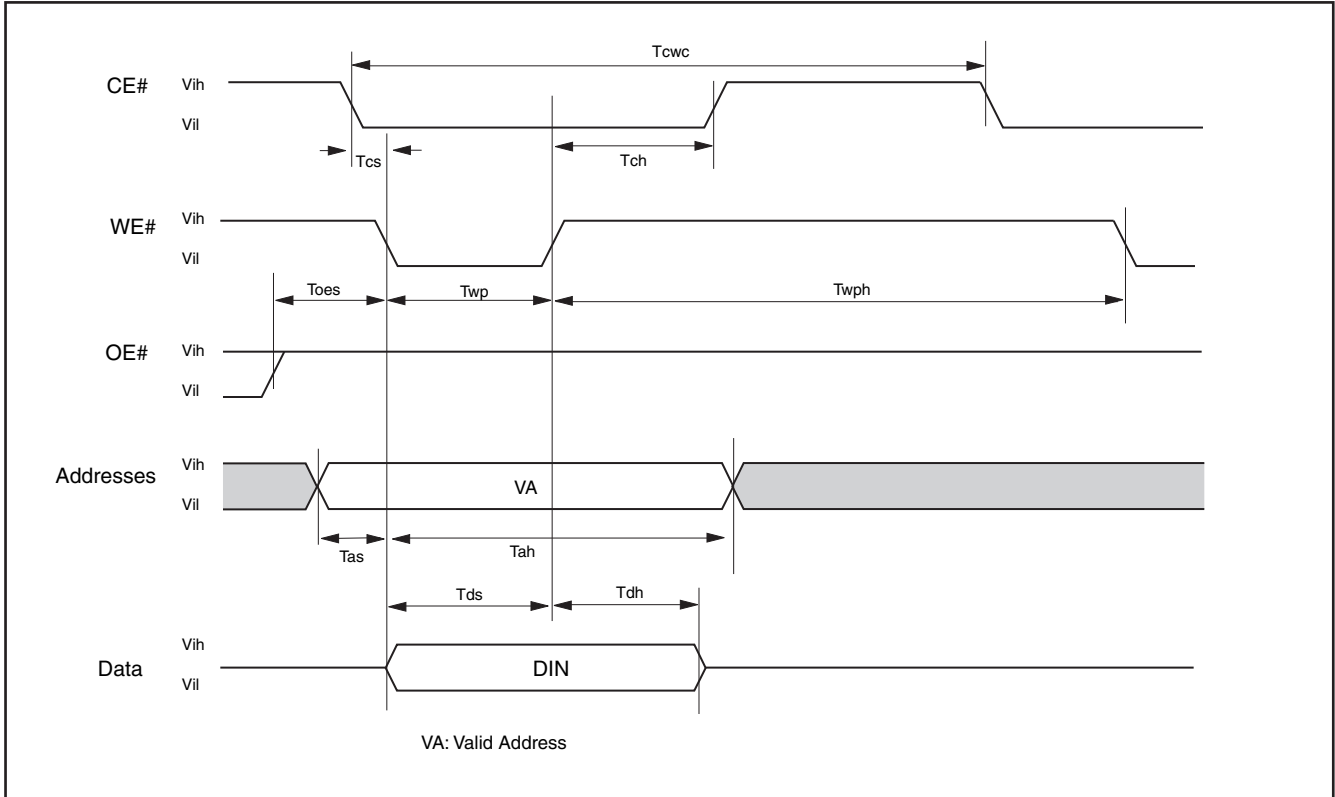 Tcwc
CE# Vih
Vil
Tcs
Tch
WE# Vih
Vil
Toes
Twp
Twph
OE# Vih
Vil
Addresses Vih
VA
Vil
Tas
Tah
Tds
Tdh
Vih
Data
DIN
Vil
VA: Valid Address